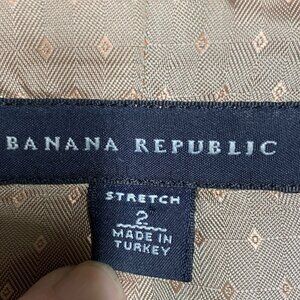 BANANA REPUBLIC
STRETCH
2
MADE IN
TURKEY